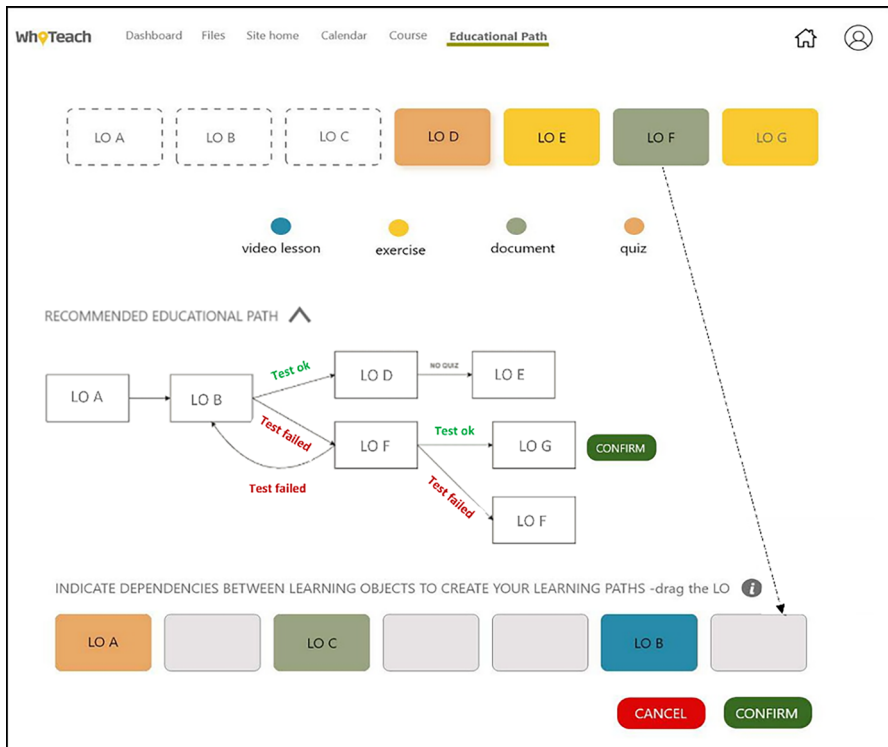 WhoTeach Dashboard Files Site home Calendar Course Educational Path
LO A LO B LO C LO D LO E LO F LO G
video lesson exercise document quiz
RECOMMENDED EDUCATIONAL PATH
Test ok
LO D
NO QUIZ
LO E
LO A
LO B
Test failed
LO F
Test ok
LO G
CONFIRM
Test failed
Test failed
LO F
INDICATE DEPENDENCIES BETWEEN LEARNING OBJECTS TO CREATE YOUR LEARNING PATHS -drag the LO i
LO A LO C LO B
CANCEL CONFIRM